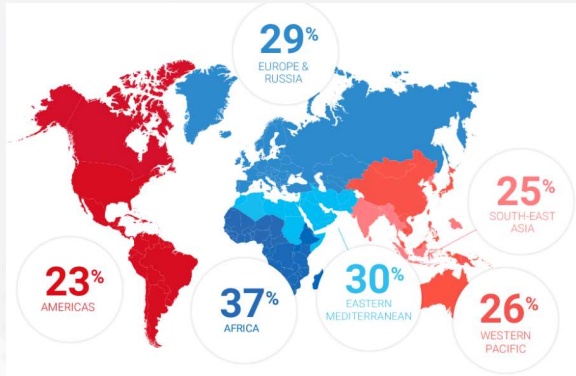 29%
EUROPE &
RUSSIA
25%
SOUTH-EAST
ASIA
23%
AMERICAS
37%
AFRICA
30%
EASTERN
MEDITERRANEAN
26%
WESTERN
PACIFIC